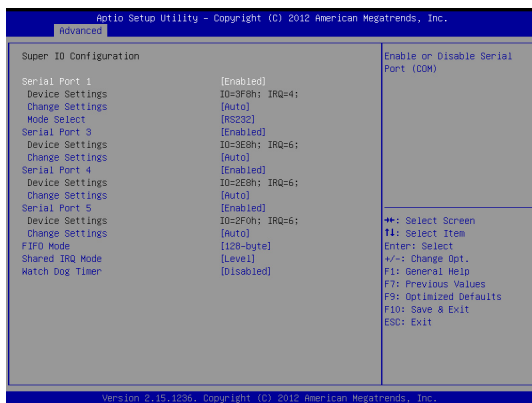 Aptio Setup Utility – Copyright (C) 2012 American Megatrends, Inc.
Advanced
Super IO Configuration
Serial Port 1 [Enabled]
Device Settings IO=3F8h; IRQ=4;
Change Settings [Auto]
Mode Select [RS232]
Serial Port 3 [Enabled]
Device Settings IO=3E8h; IRQ=6;
Change Settings [Auto]
Serial Port 4 [Enabled]
Device Settings IO=2E8h; IRQ=6;
Change Settings [Auto]
Serial Port 5 [Enabled]
Device Settings IO=2F0h; IRQ=6;
Change Settings [Auto]
FIFO Mode [128-byte]
Shared IRQ Mode [Level]
Watch Dog Timer [Disabled]
Enable or Disable Serial
Port (COM)
→←: Select Screen
↑↓: Select Item
Enter: Select
+/-: Change Opt.
F1: General Help
F7: Previous Values
F9: Optimized Defaults
F10: Save & Exit
ESC: Exit
Version 2.15.1236. Copyright (C) 2012 American Megatrends, Inc.